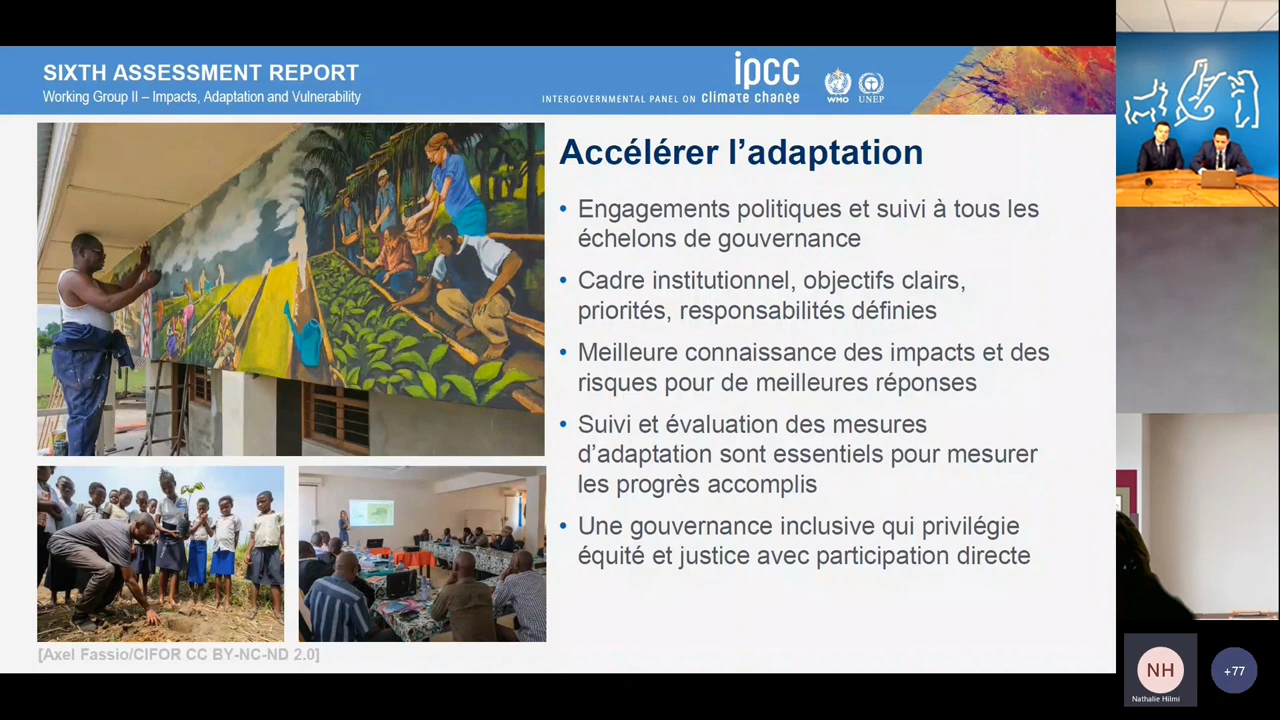 SIXTH ASSESSMENT REPORT
Working Group II – Impacts, Adaptation and Vulnerability
ipcc
INTERGOVERNMENTAL PANEL ON climate change
WMO
UNEP
Accélérer l’adaptation
• Engagements politiques et suivi à tous les
échelons de gouvernance
• Cadre institutionnel, objectifs clairs,
priorités, responsabilités définies
• Meilleure connaissance des impacts et des
risques pour de meilleures réponses
• Suivi et évaluation des mesures
d’adaptation sont essentiels pour mesurer
les progrès accomplis
• Une gouvernance inclusive qui privilégie
équité et justice avec participation directe
[Axel Fassio/CIFOR CC BY-NC-ND 2.0]
NH
Nathalie Hilmi
+77